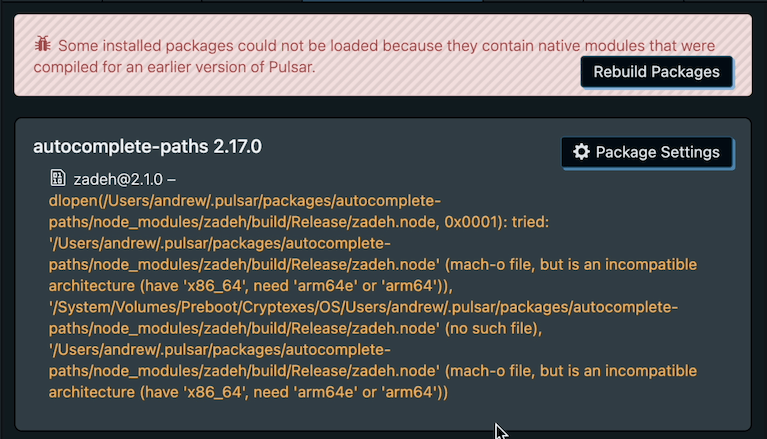 Some installed packages could not be loaded because they contain native modules that were
compiled for an earlier version of Pulsar.
Rebuild Packages
autocomplete-paths 2.17.0
Package Settings
zadeh@2.1.0 –
dlopen(/Users/andrew/.pulsar/packages/autocomplete-
paths/node_modules/zadeh/build/Release/zadeh.node, 0x0001): tried:
'/Users/andrew/.pulsar/packages/autocomplete-
paths/node_modules/zadeh/build/Release/zadeh.node' (mach-o file, but is an incompatible
architecture (have 'x86_64', need 'arm64e' or 'arm64')),
'/System/Volumes/Preboot/Cryptexes/OS/Users/andrew/.pulsar/packages/autocomplete-
paths/node_modules/zadeh/build/Release/zadeh.node' (no such file),
'/Users/andrew/.pulsar/packages/autocomplete-
paths/node_modules/zadeh/build/Release/zadeh.node' (mach-o file, but is an incompatible
architecture (have 'x86_64', need 'arm64e' or 'arm64'))